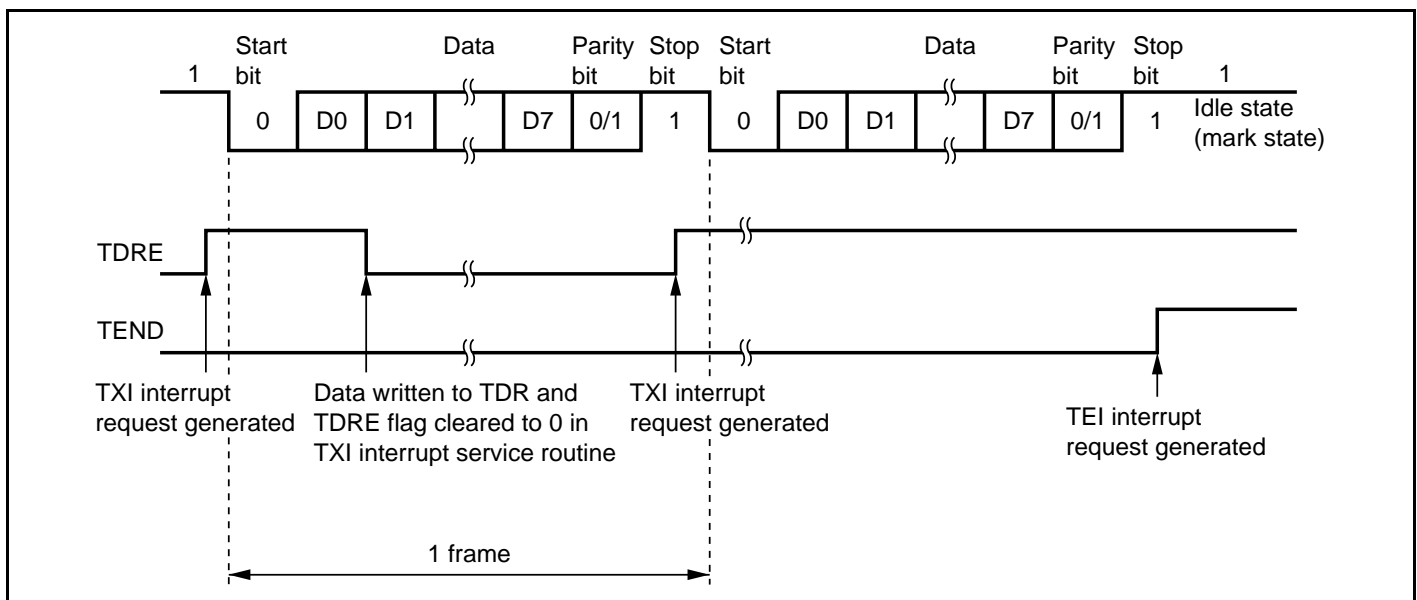 Start Data Parity Stop Start Data Parity Stop
1 bit bit bit bit bit bit 1
0 D0 D1 D7 0/1 1 0 D0 D1 D7 0/1 1
Idle state
(mark state)
TDRE
TEND
TXI interrupt
request generated
Data written to TDR and
TDRE flag cleared to 0 in
TXI interrupt service routine
TXI interrupt
request generated
TEI interrupt
request generated
1 frame